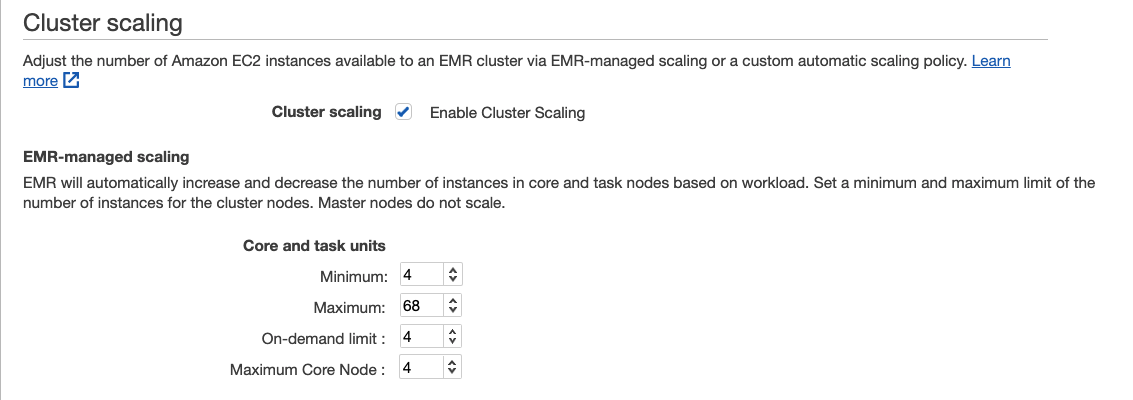 Cluster scaling
Adjust the number of Amazon EC2 instances available to an EMR cluster via EMR-managed scaling or a custom automatic scaling policy. Learn
more
Cluster scaling Enable Cluster Scaling
EMR-managed scaling
EMR will automatically increase and decrease the number of instances in core and task nodes based on workload. Set a minimum and maximum limit of the
number of instances for the cluster nodes. Master nodes do not scale.
Core and task units
Minimum: 4
Maximum: 68
On-demand limit : 4
Maximum Core Node : 4